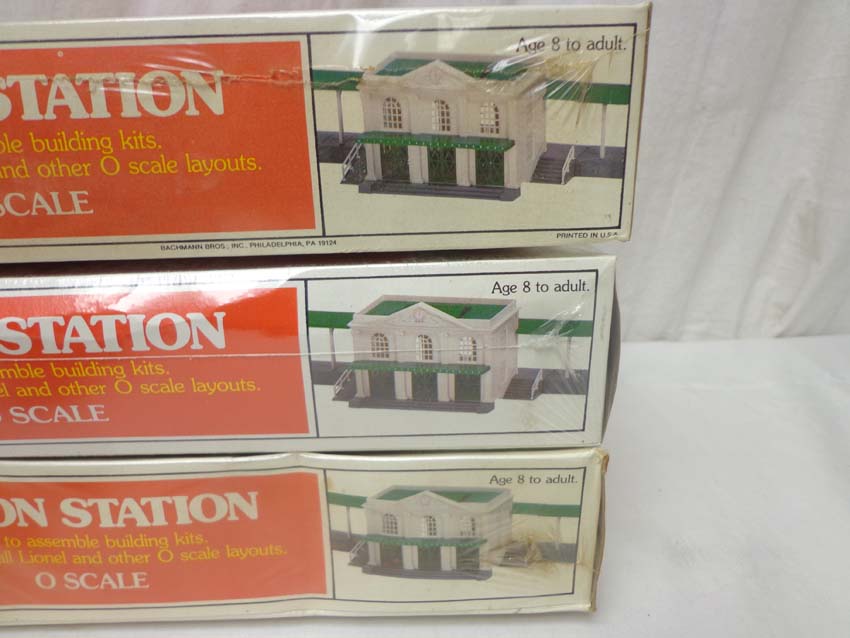 STATION
Age 8 to adult.
ble building kits.
and other O scale layouts.
SCALE
BACHMANN BROS., INC., PHILADELPHIA, PA 19124
PRINTED IN U.S.A.
STATION
Age 8 to adult.
mble building kits.
el and other O scale layouts.
SCALE
ON STATION
Age 8 to adult.
to assemble building kits.
all Lionel and other O scale layouts.
O SCALE